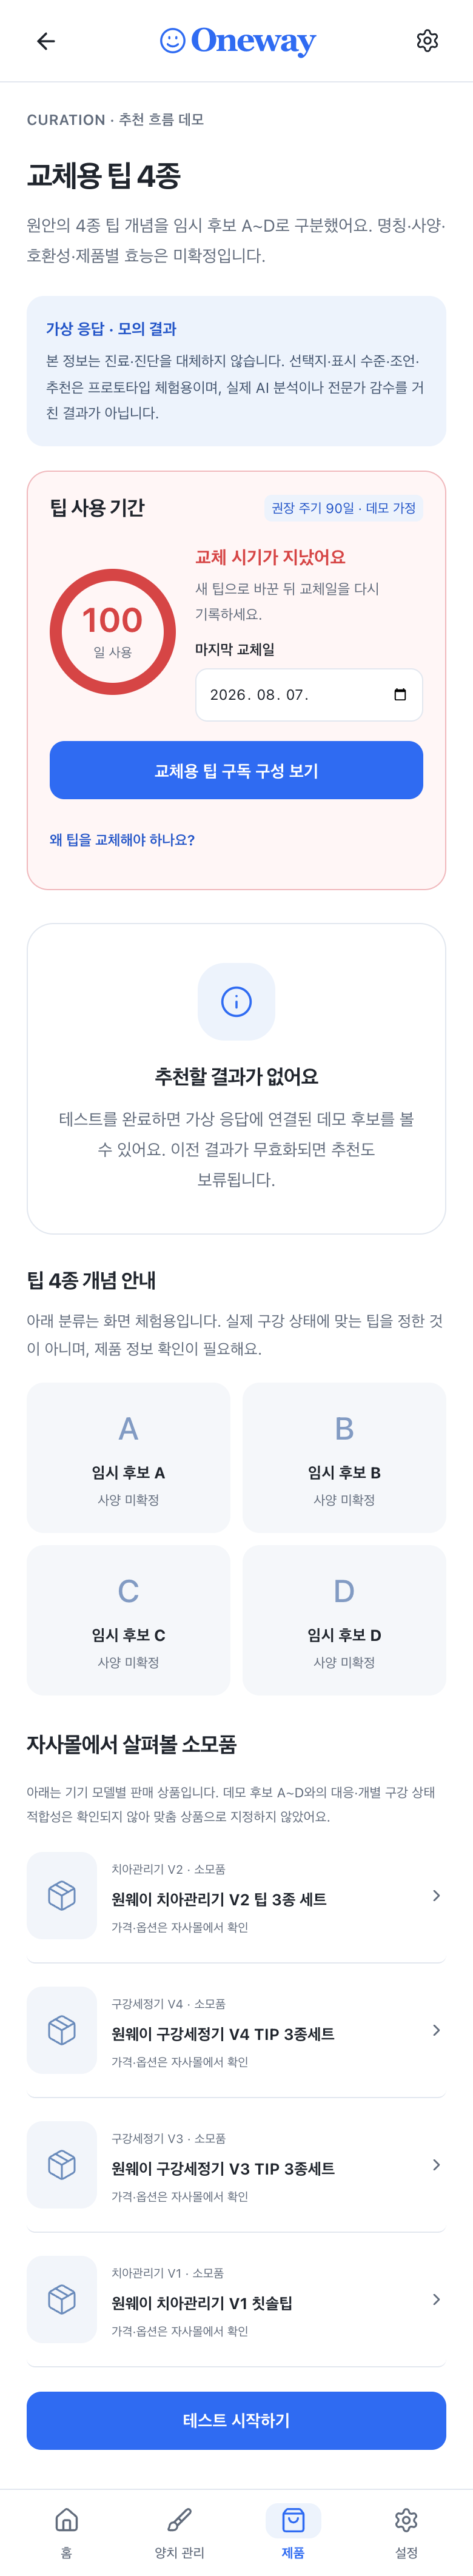 Oneway
CURATION · 추천 흐름 데모
교체용 팁 4종
원안의 4종 팁 개념을 임시 후보 A~D로 구분했어요. 명칭·사양·
호환성·제품별 효능은 미확정입니다.
가상 응답 · 모의 결과
본 정보는 진료·진단을 대체하지 않습니다. 선택지·표시 수준·조언·
추천은 프로토타입 체험용이며, 실제 AI 분석이나 전문가 감수를 거
친 결과가 아닙니다.
팁 사용 기간
권장 주기 90일 · 데모 가정
100
일 사용
교체 시기가 지났어요
새 팁으로 바꾼 뒤 교체일을 다시
기록하세요.
마지막 교체일
2026. 08. 07.
교체용 팁 구독 구성 보기
왜 팁을 교체해야 하나요?
추천할 결과가 없어요
테스트를 완료하면 가상 응답에 연결된 데모 후보를 볼
수 있어요. 이전 결과가 무효화되면 추천도
보류됩니다.
팁 4종 개념 안내
아래 분류는 화면 체험용입니다. 실제 구강 상태에 맞는 팁을 정한 것
이 아니며, 제품 정보 확인이 필요해요.
A
임시 후보 A
사양 미확정
B
임시 후보 B
사양 미확정
C
임시 후보 C
사양 미확정
D
임시 후보 D
사양 미확정
자사몰에서 살펴볼 소모품
아래는 기기 모델별 판매 상품입니다. 데모 후보 A~D와의 대응·개별 구강 상태
적합성은 확인되지 않아 맞춤 상품으로 지정하지 않았어요.
치아관리기 V2 · 소모품
원웨이 치아관리기 V2 팁 3종 세트
가격·옵션은 자사몰에서 확인
구강세정기 V4 · 소모품
원웨이 구강세정기 V4 TIP 3종세트
가격·옵션은 자사몰에서 확인
구강세정기 V3 · 소모품
원웨이 구강세정기 V3 TIP 3종세트
가격·옵션은 자사몰에서 확인
치아관리기 V1 · 소모품
원웨이 치아관리기 V1 칫솔팁
가격·옵션은 자사몰에서 확인
테스트 시작하기
홈
양치 관리
제품
설정